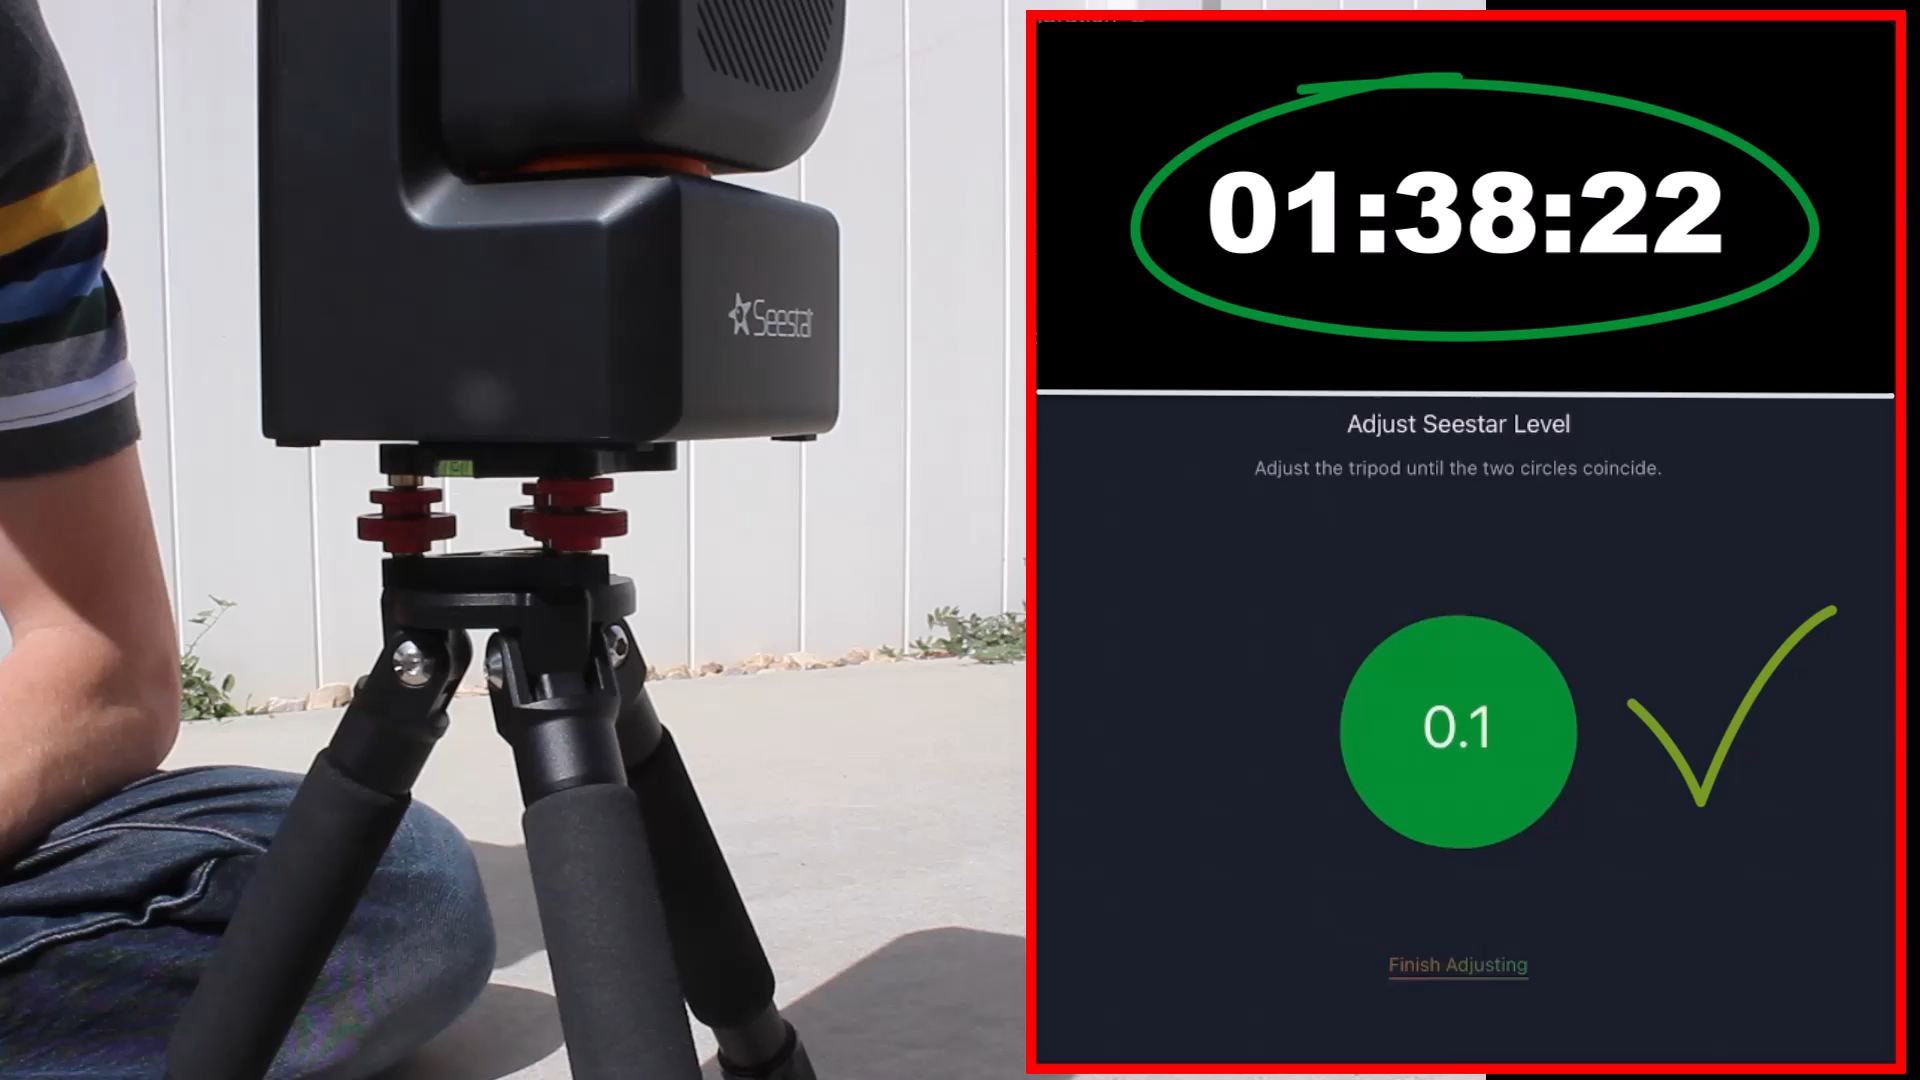 Seestar
01:38:22
Adjust Seestar Level
Adjust the tripod until the two circles coincide.
0.1
Finish Adjusting